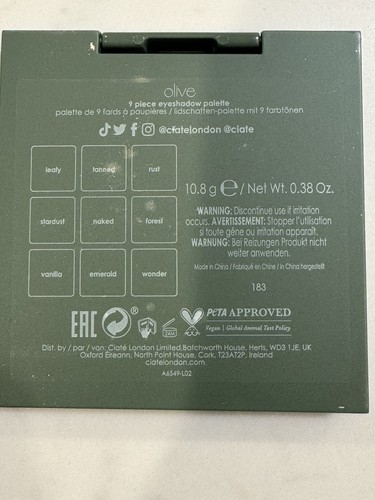 olive
9 piece eyeshadow palette
palette de 9 fards à paupières / lidschatten-palette mit 9 farbtönen
@ciatelondon @ciate
leafy tanned rust
stardust naked forest
vanilla emerald wonder
10.8 g e / Net Wt. 0.38 Oz.
WARNING: Discontinue use if irritation
occurs. AVERTISSEMENT: Stopper l'utilisation
si toute gêne ou irritation apparaît.
WARNUNG: Bei Reizungen Produkt nicht
weiter anwenden.
Made in China / Fabriqué en Chine / in China hergestellt
183
EAC
24M
PETA APPROVED
Vegan | Global Animal Test Policy
Dist. by / par / von: Ciaté London Limited, Batchworth House, Herts, WD3 1JE, UK
Oxford Éireann, North Point House, Cork, T23AT2P, Ireland
ciatelondon.com
A6549-L02